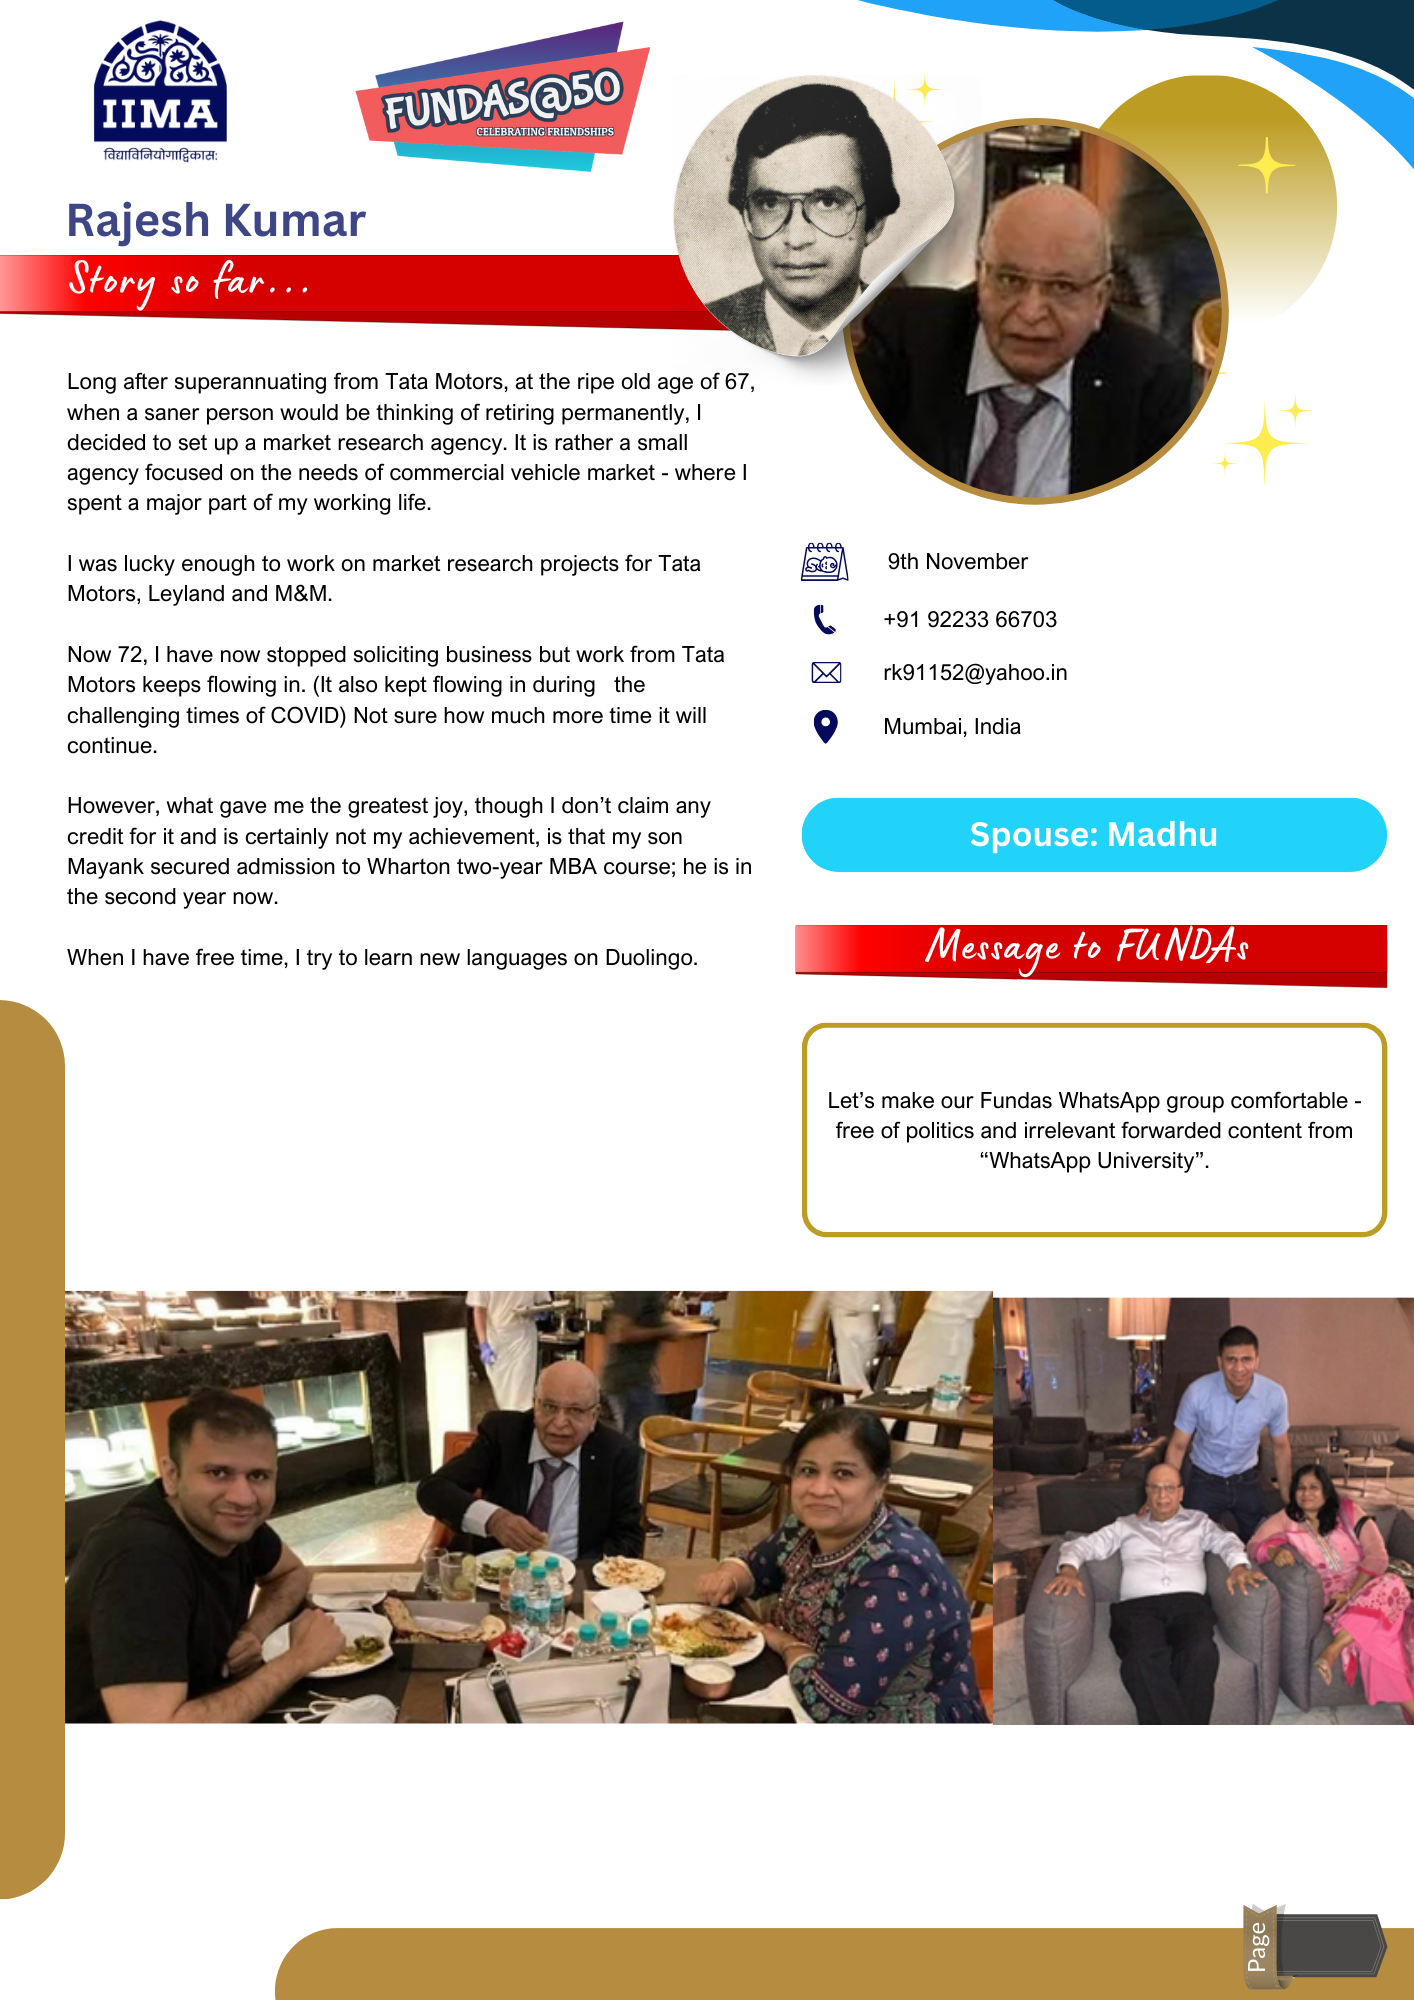 IIMA
विद्याविनियोगाद्विकास:
FUNDAS@50
CELEBRATING FRIENDSHIPS
Rajesh Kumar
Story so far...
Long after superannuating from Tata Motors, at the ripe old age of 67,
when a saner person would be thinking of retiring permanently, I
decided to set up a market research agency. It is rather a small
agency focused on the needs of commercial vehicle market - where I
spent a major part of my working life.
I was lucky enough to work on market research projects for Tata
Motors, Leyland and M&M.
Now 72, I have now stopped soliciting business but work from Tata
Motors keeps flowing in. (It also kept flowing in during   the
challenging times of COVID) Not sure how much more time it will
continue.
However, what gave me the greatest joy, though I don’t claim any
credit for it and is certainly not my achievement, is that my son
Mayank secured admission to Wharton two-year MBA course; he is in
the second year now.
When I have free time, I try to learn new languages on Duolingo.
9th November
+91 92233 66703
rk91152@yahoo.in
Mumbai, India
Spouse: Madhu
Message to FUNDAs
Let’s make our Fundas WhatsApp group comfortable -
free of politics and irrelevant forwarded content from
“WhatsApp University”.
Page